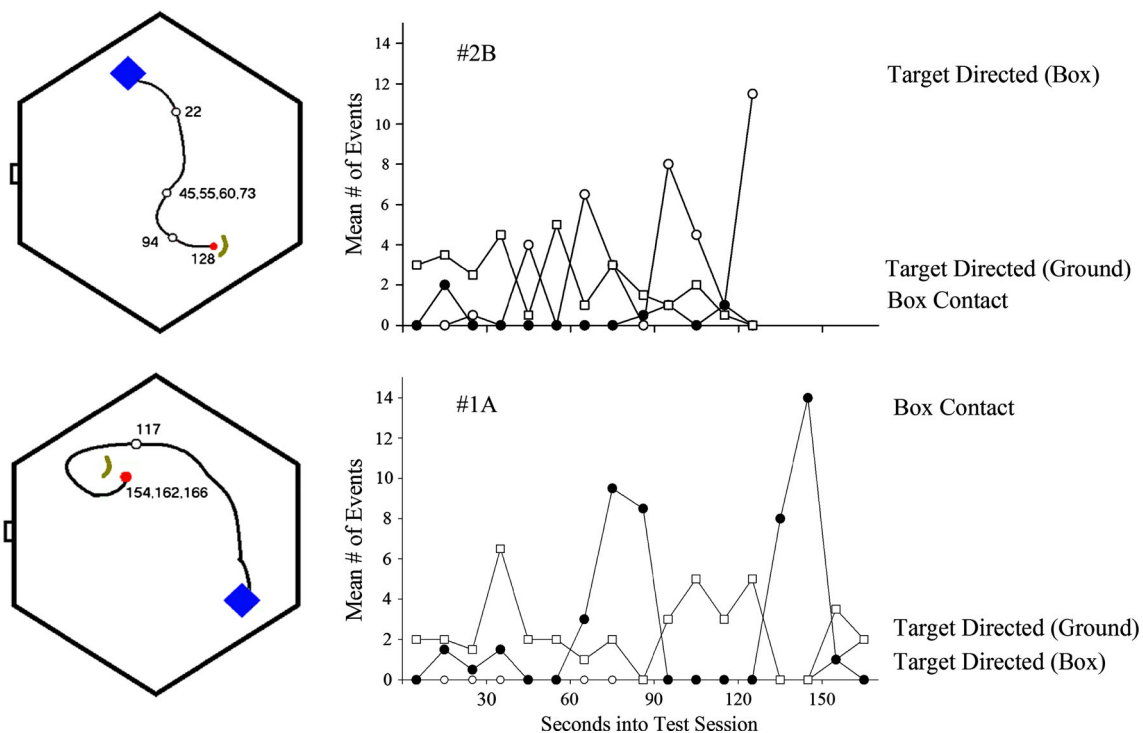 22
45,55,60,73
94
128
#2B
Mean # of Events
14
12
10
8
6
4
2
0
Target Directed (Box)
Target Directed (Ground)
Box Contact
117
154,162,166
#1A
Mean # of Events
14
12
10
8
6
4
2
0
30
60
90
120
150
Seconds into Test Session
Box Contact
Target Directed (Ground)
Target Directed (Box)